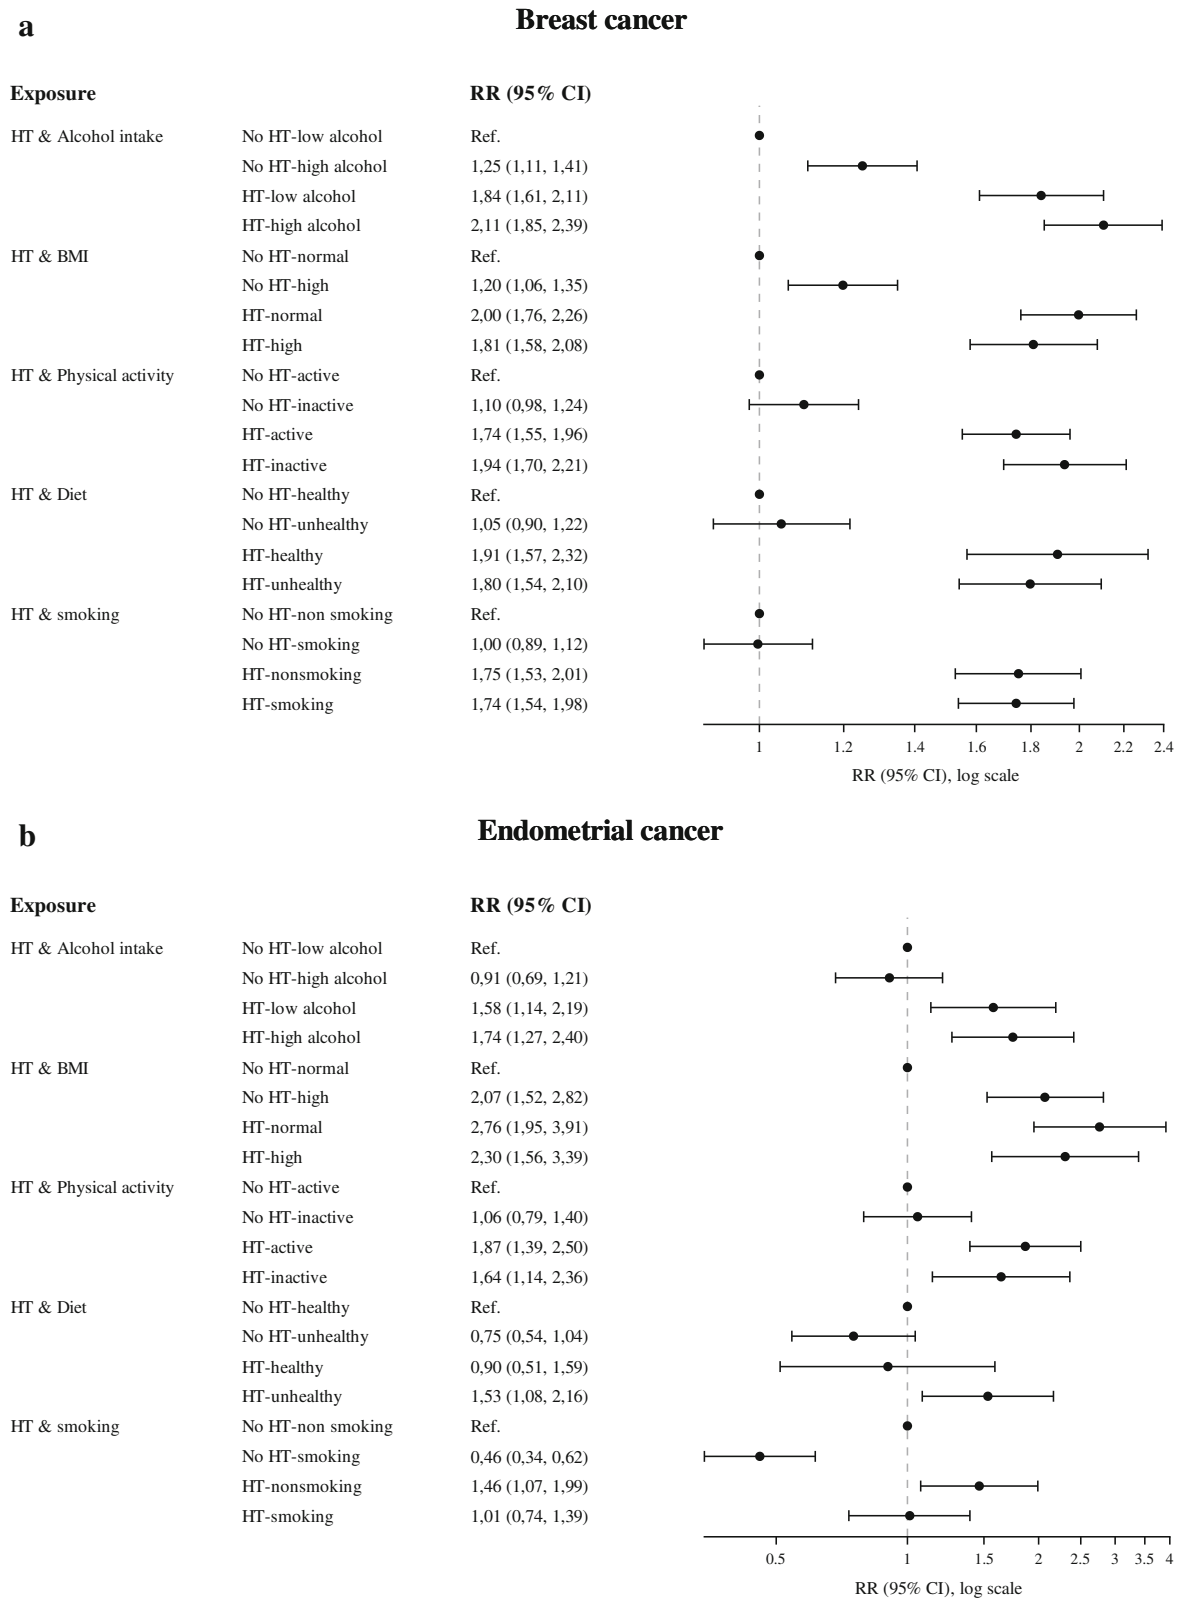 a
Breast cancer
Exposure RR (95% CI)
HT & Alcohol intake No HT-low alcohol Ref.
No HT-high alcohol 1,25 (1,11, 1,41)
HT-low alcohol 1,84 (1,61, 2,11)
HT-high alcohol 2,11 (1,85, 2,39)
HT & BMI No HT-normal Ref.
No HT-high 1,20 (1,06, 1,35)
HT-normal 2,00 (1,76, 2,26)
HT-high 1,81 (1,58, 2,08)
HT & Physical activity No HT-active Ref.
No HT-inactive 1,10 (0,98, 1,24)
HT-active 1,74 (1,55, 1,96)
HT-inactive 1,94 (1,70, 2,21)
HT & Diet No HT-healthy Ref.
No HT-unhealthy 1,05 (0,90, 1,22)
HT-healthy 1,91 (1,57, 2,32)
HT-unhealthy 1,80 (1,54, 2,10)
HT & smoking No HT-non smoking Ref.
No HT-smoking 1,00 (0,89, 1,12)
HT-nonsmoking 1,75 (1,53, 2,01)
HT-smoking 1,74 (1,54, 1,98)
1 1.2 1.4 1.6 1.8 2 2.2 2.4
RR (95% CI), log scale
b
Endometrial cancer
Exposure RR (95% CI)
HT & Alcohol intake No HT-low alcohol Ref.
No HT-high alcohol 0,91 (0,69, 1,21)
HT-low alcohol 1,58 (1,14, 2,19)
HT-high alcohol 1,74 (1,27, 2,40)
HT & BMI No HT-normal Ref.
No HT-high 2,07 (1,52, 2,82)
HT-normal 2,76 (1,95, 3,91)
HT-high 2,30 (1,56, 3,39)
HT & Physical activity No HT-active Ref.
No HT-inactive 1,06 (0,79, 1,40)
HT-active 1,87 (1,39, 2,50)
HT-inactive 1,64 (1,14, 2,36)
HT & Diet No HT-healthy Ref.
No HT-unhealthy 0,75 (0,54, 1,04)
HT-healthy 0,90 (0,51, 1,59)
HT-unhealthy 1,53 (1,08, 2,16)
HT & smoking No HT-non smoking Ref.
No HT-smoking 0,46 (0,34, 0,62)
HT-nonsmoking 1,46 (1,07, 1,99)
HT-smoking 1,01 (0,74, 1,39)
0.5 1 1.5 2 2.5 3 3.5 4
RR (95% CI), log scale